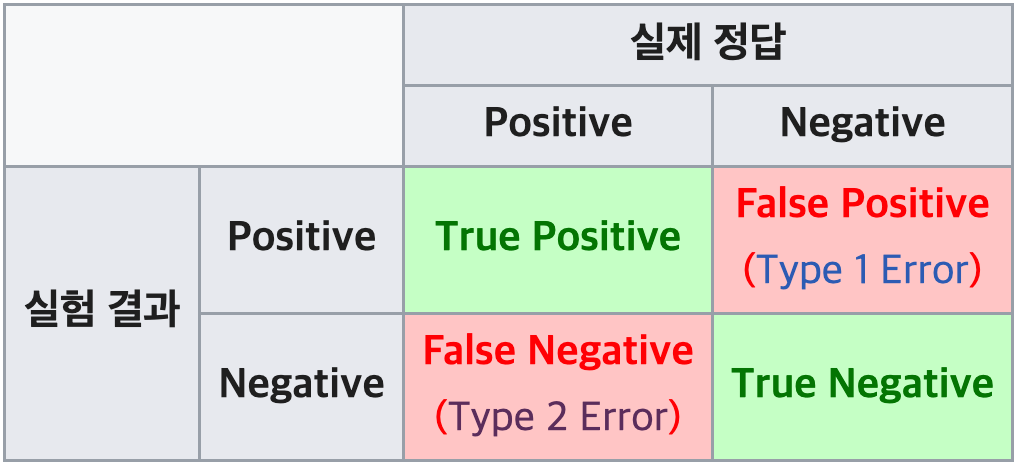 실제 정답
Positive
Negative
실험 결과
Positive
True Positive
False Positive
(Type 1 Error)
Negative
False Negative
(Type 2 Error)
True Negative